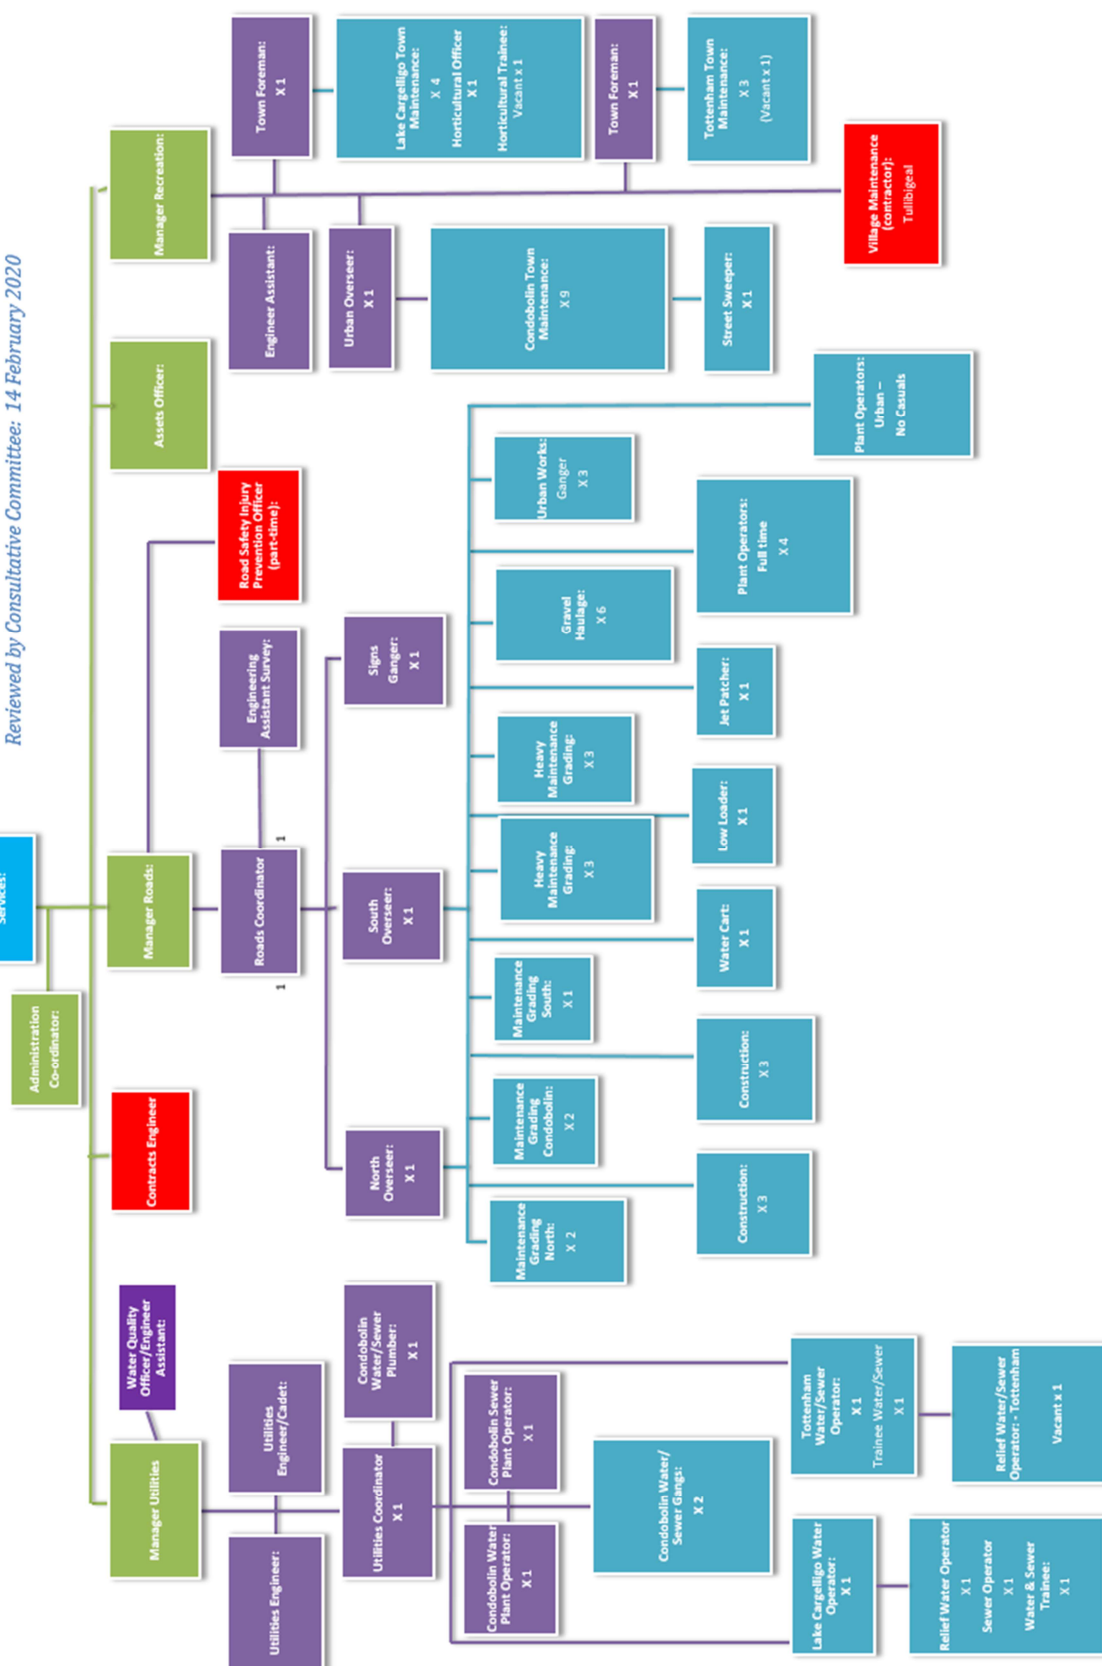 Reviewed by Consultative Committee: 14 February 2020
Services:
Administration
Co-ordinator:
Manager Utilities
Water Quality
Officer/Engineer
Assistant:
Contracts Engineer
Manager Roads:
Assets Officer:
Manager Recreation:
Utilities Engineer:
Utilities
Engineer/Cadet:
Utilities Coordinator
X 1
Condobolin
Water/Sewer
Plumber:
X 1
Condobolin Water
Plant Operator:
X 1
Condobolin Sewer
Plant Operator:
X 1
Condobolin Water/
Sewer Gangs:
X 2
Lake Cargelligo Water
Operator:
X 1
Relief Water Operator
X 1
Sewer Operator
X 1
Water & Sewer
Trainee:
X 1
Tottenham
Water/Sewer
Operator:
X 1
Trainee Water/Sewer
X 1
Relief Water/Sewer
Operator: - Tottenham
Vacant x 1
Roads Coordinator
1
1
Engineering
Assistant Survey:
Road Safety Injury
Prevention Officer
(part-time):
North
Overseer:
X 1
South
Overseer:
X 1
Signs
Ganger:
X 1
Maintenance
Grading
North:
X 2
Maintenance
Grading
Condobolin:
X 2
Maintenance
Grading
South:
X 1
Heavy
Maintenance
Grading:
X 3
Heavy
Maintenance
Grading:
X 3
Gravel
Haulage:
X 6
Urban Works:
Ganger
X 3
Construction:
X 3
Construction:
X 3
Water Cart:
X 1
Low Loader:
X 1
Jet Patcher:
X 1
Plant Operators:
Full time
X 4
Plant Operators:
Urban –
No Casuals
Engineer Assistant:
Urban Overseer:
X 1
Condobolin Town
Maintenance:
X 9
Street Sweeper:
X 1
Town Foreman:
X 1
Lake Cargelligo Town
Maintenance:
X 4
Horticultural Officer
X 1
Horticultural Trainee:
Vacant x 1
Town Foreman:
X 1
Tottenham Town
Maintenance:
X 3
(Vacant x 1)
Village Maintenance
(contractor):
Tullibigeal